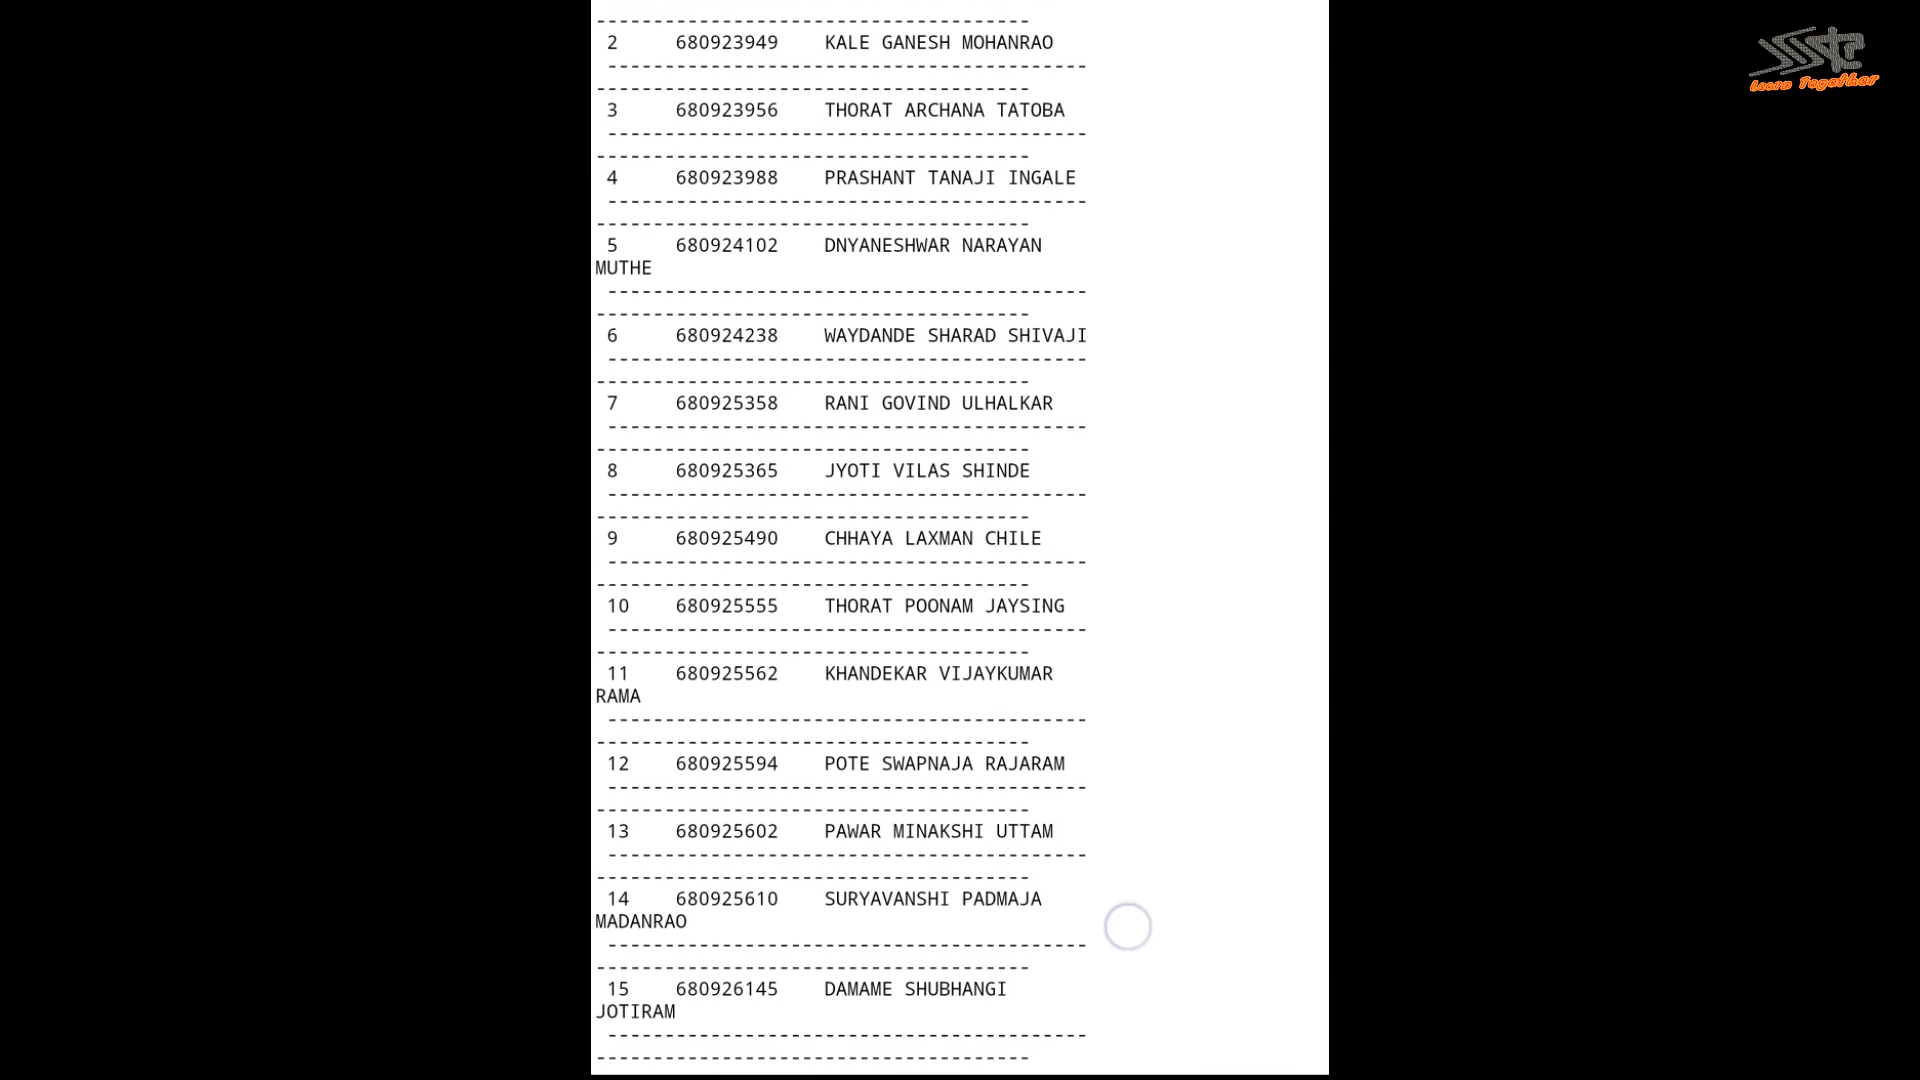 --------------------------------------
2 680923949 KALE GANESH MOHANRAO
------------------------------------------
--------------------------------------
3 680923956 THORAT ARCHANA TATOBA
------------------------------------------
--------------------------------------
4 680923988 PRASHANT TANAJI INGALE
------------------------------------------
--------------------------------------
5 680924102 DNYANESHWAR NARAYAN
MUTHE
------------------------------------------
--------------------------------------
6 680924238 WAYDANDE SHARAD SHIVAJI
------------------------------------------
--------------------------------------
7 680925358 RANI GOVIND ULHALKAR
------------------------------------------
--------------------------------------
8 680925365 JYOTI VILAS SHINDE
------------------------------------------
--------------------------------------
9 680925490 CHHAYA LAXMAN CHILE
------------------------------------------
--------------------------------------
10 680925555 THORAT POONAM JAYSING
------------------------------------------
--------------------------------------
11 680925562 KHANDEKAR VIJAYKUMAR
RAMA
------------------------------------------
--------------------------------------
12 680925594 POTE SWAPNAJA RAJARAM
------------------------------------------
--------------------------------------
13 680925602 PAWAR MINAKSHI UTTAM
------------------------------------------
--------------------------------------
14 680925610 SURYAVANSHI PADMAJA
MADANRAO
------------------------------------------
--------------------------------------
15 680926145 DAMAME SHUBHANGI
JOTIRAM
------------------------------------------
--------------------------------------
Learn Together